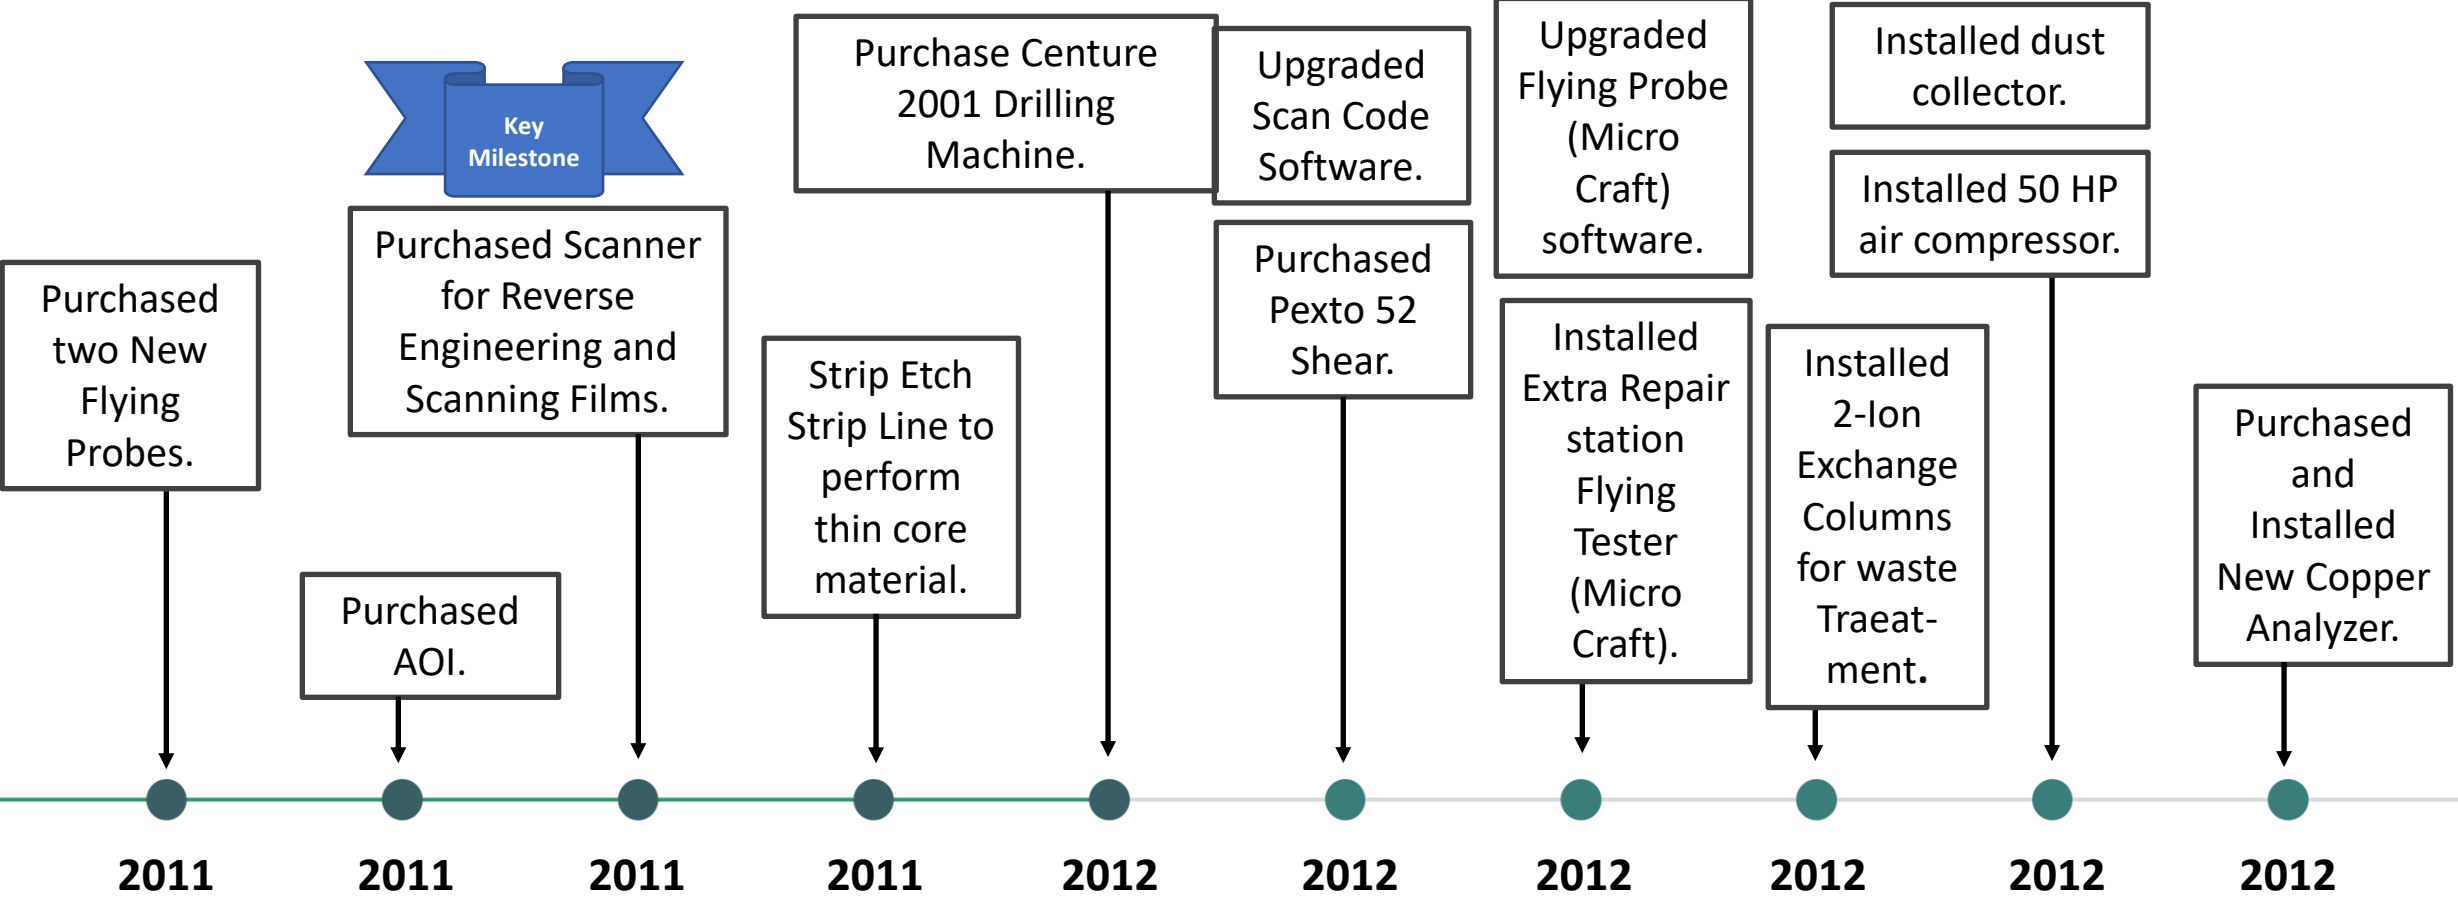 Purchased
two New
Flying
Probes.
Purchased
AOI.
Key
Milestone
Purchased Scanner
for Reverse
Engineering and
Scanning Films.
Strip Etch
Strip Line to
perform
thin core
material.
Purchase Centure
2001 Drilling
Machine.
Upgraded
Scan Code
Software.
Purchased
Pexto 52
Shear.
Upgraded
Flying Probe
(Micro
Craft)
software.
Installed
Extra Repair
station
Flying
Tester
(Micro
Craft).
Installed
2-Ion
Exchange
Columns
for waste
Traeat-
ment.
Installed dust
collector.
Installed 50 HP
air compressor.
Purchased
and
Installed
New Copper
Analyzer.
2011 2011 2011 2011 2012 2012 2012 2012 2012 2012